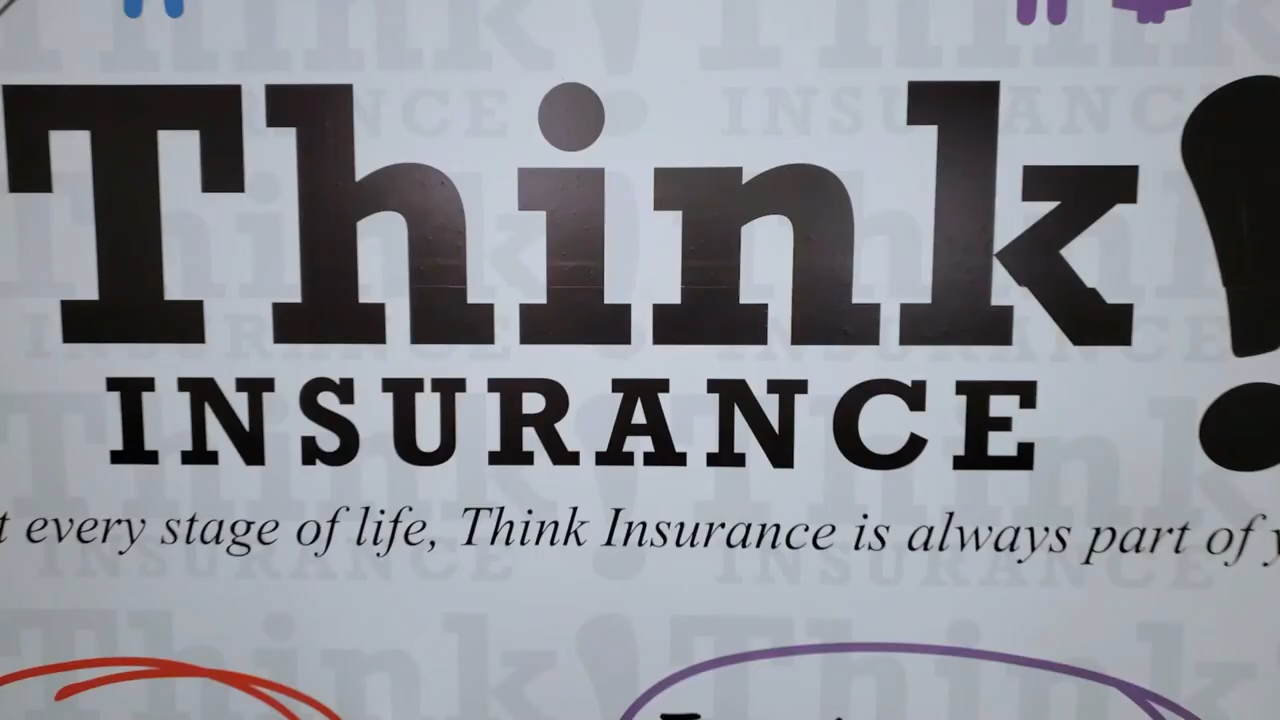 Think!
INSURANCE
every stage of life, Think Insurance is always part of